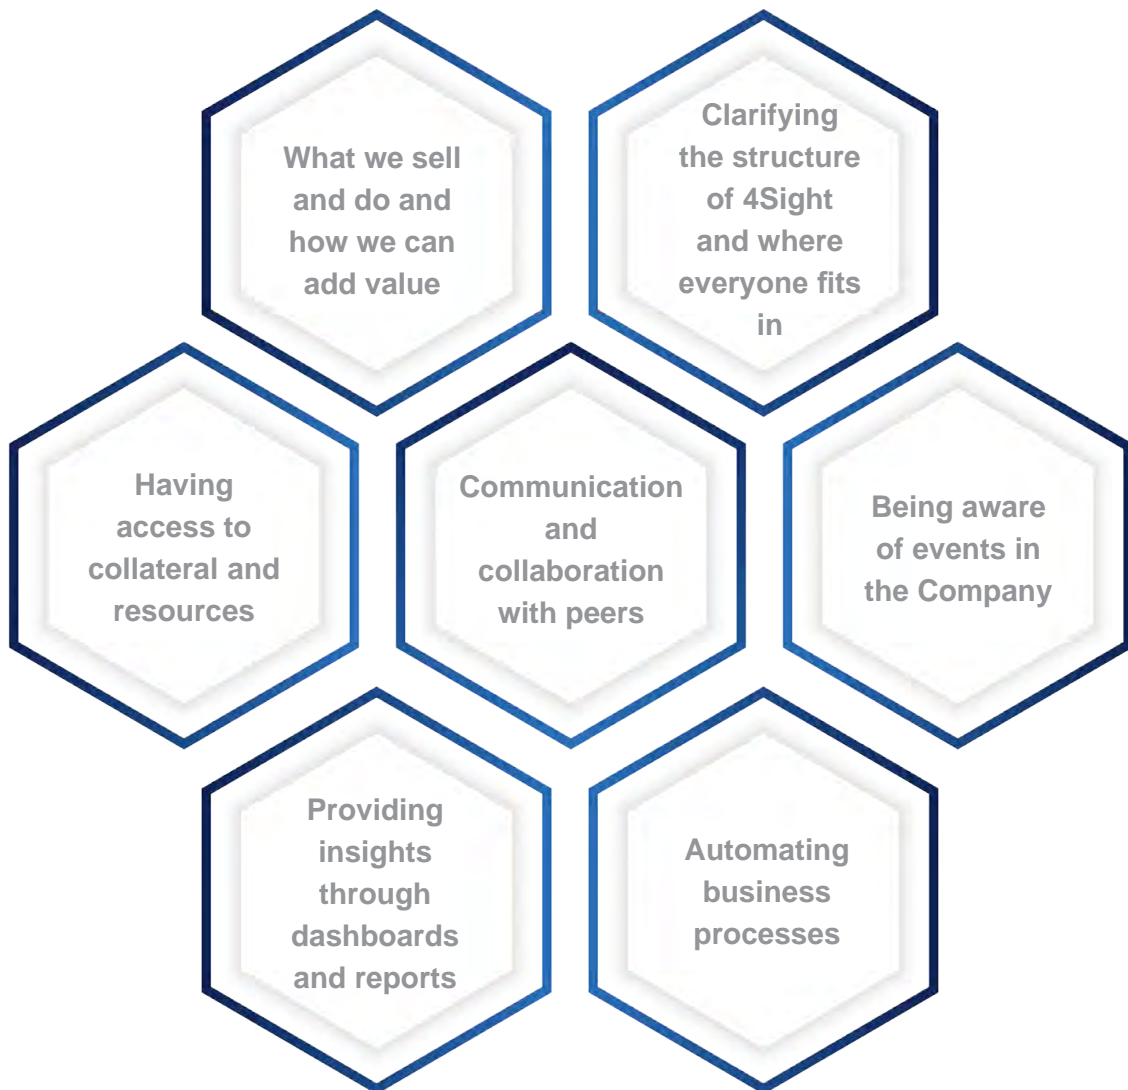 What we sell
and do and
how we can
add value
Clarifying
the structure
of 4Sight
and where
everyone fits
in
Having
access to
collateral and
resources
Communication
and
collaboration
with peers
Being aware
of events in
the Company
Providing
insights
through
dashboards
and reports
Automating
business
processes